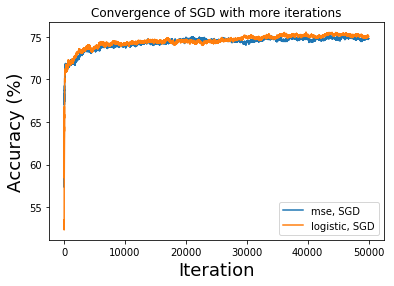 Convergence of SGD with more iterations
Accuracy (%)
75
70
65
60
55
0
10000
20000
30000
40000
50000
Iteration
mse, SGD
logistic, SGD